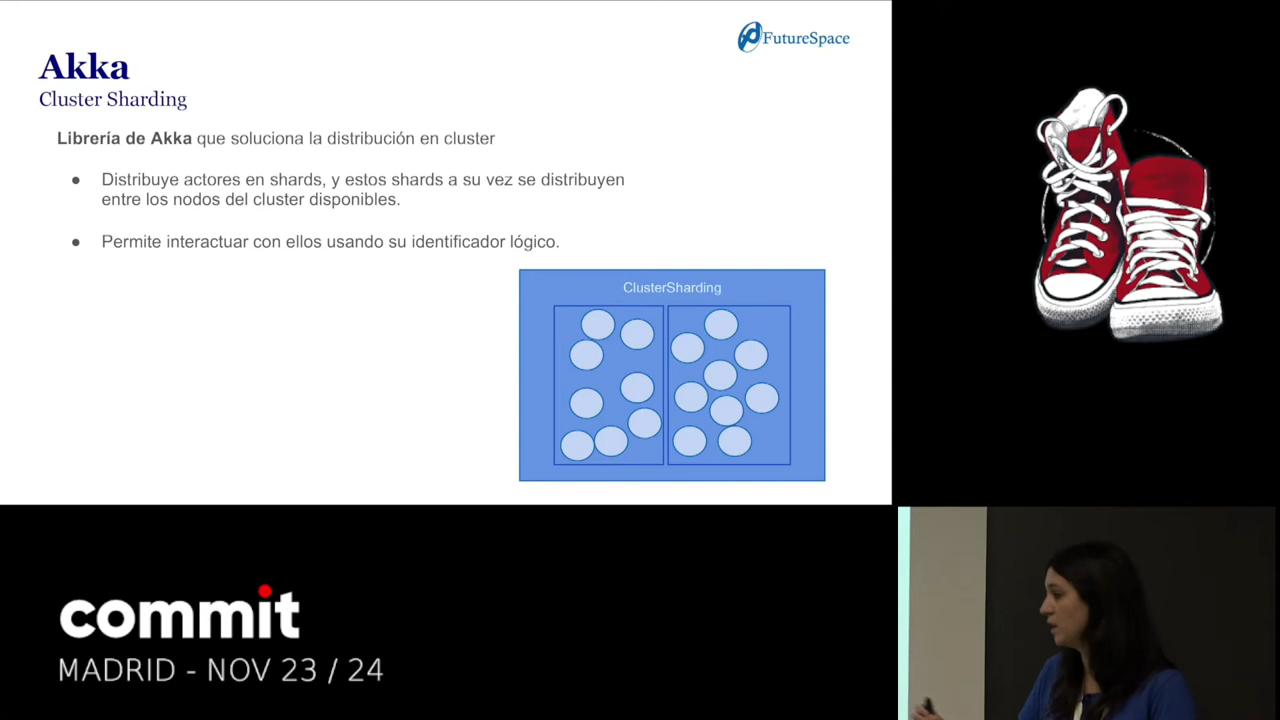 FutureSpace
Akka
Cluster Sharding
Librería de Akka que soluciona la distribución en cluster
● Distribuye actores en shards, y estos shards a su vez se distribuyen
entre los nodos del cluster disponibles.
● Permite interactuar con ellos usando su identificador lógico.
ClusterSharding
commit
MADRID - NOV 23 / 24